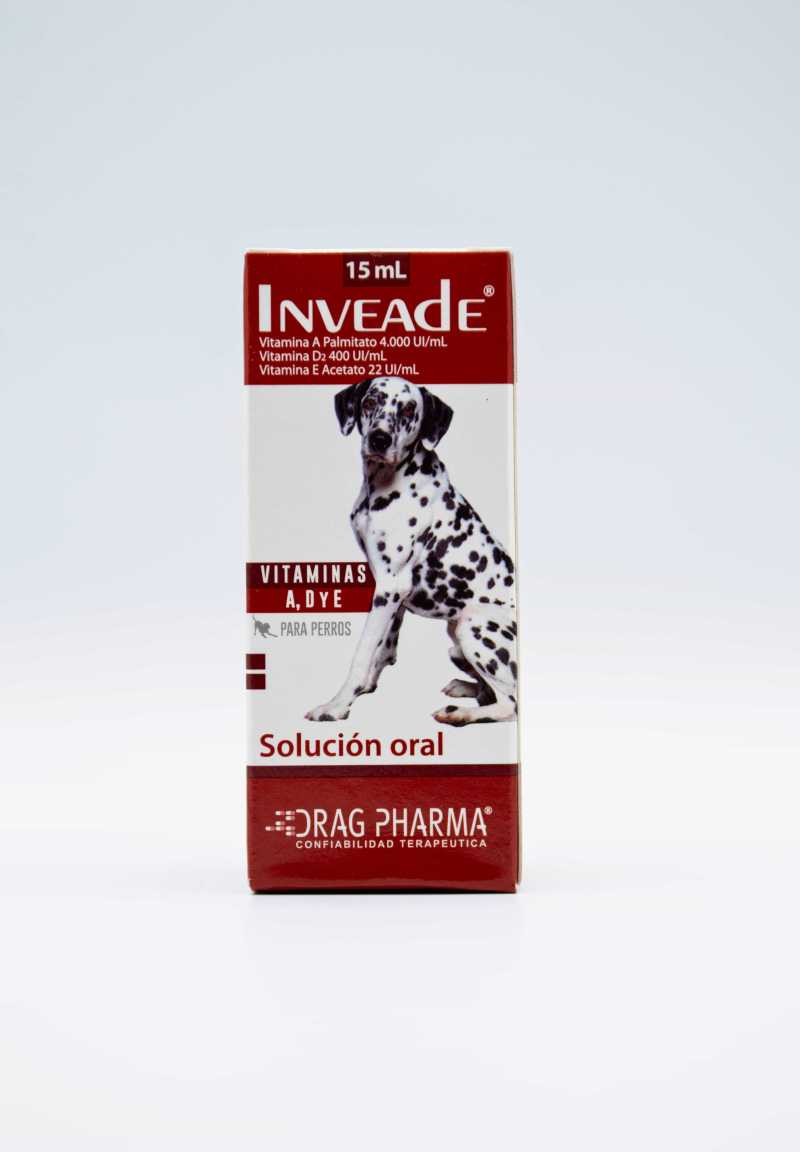 15 mL
INVEADE®
Vitamina A Palmitato 4.000 UI/mL
Vitamina D₂ 400 UI/mL
Vitamina E Acetato 22 UI/mL
VITAMINAS
A, D Y E
PARA PERROS
Solución oral
DRAG PHARMA®
CONFIABILIDAD TERAPEUTICA